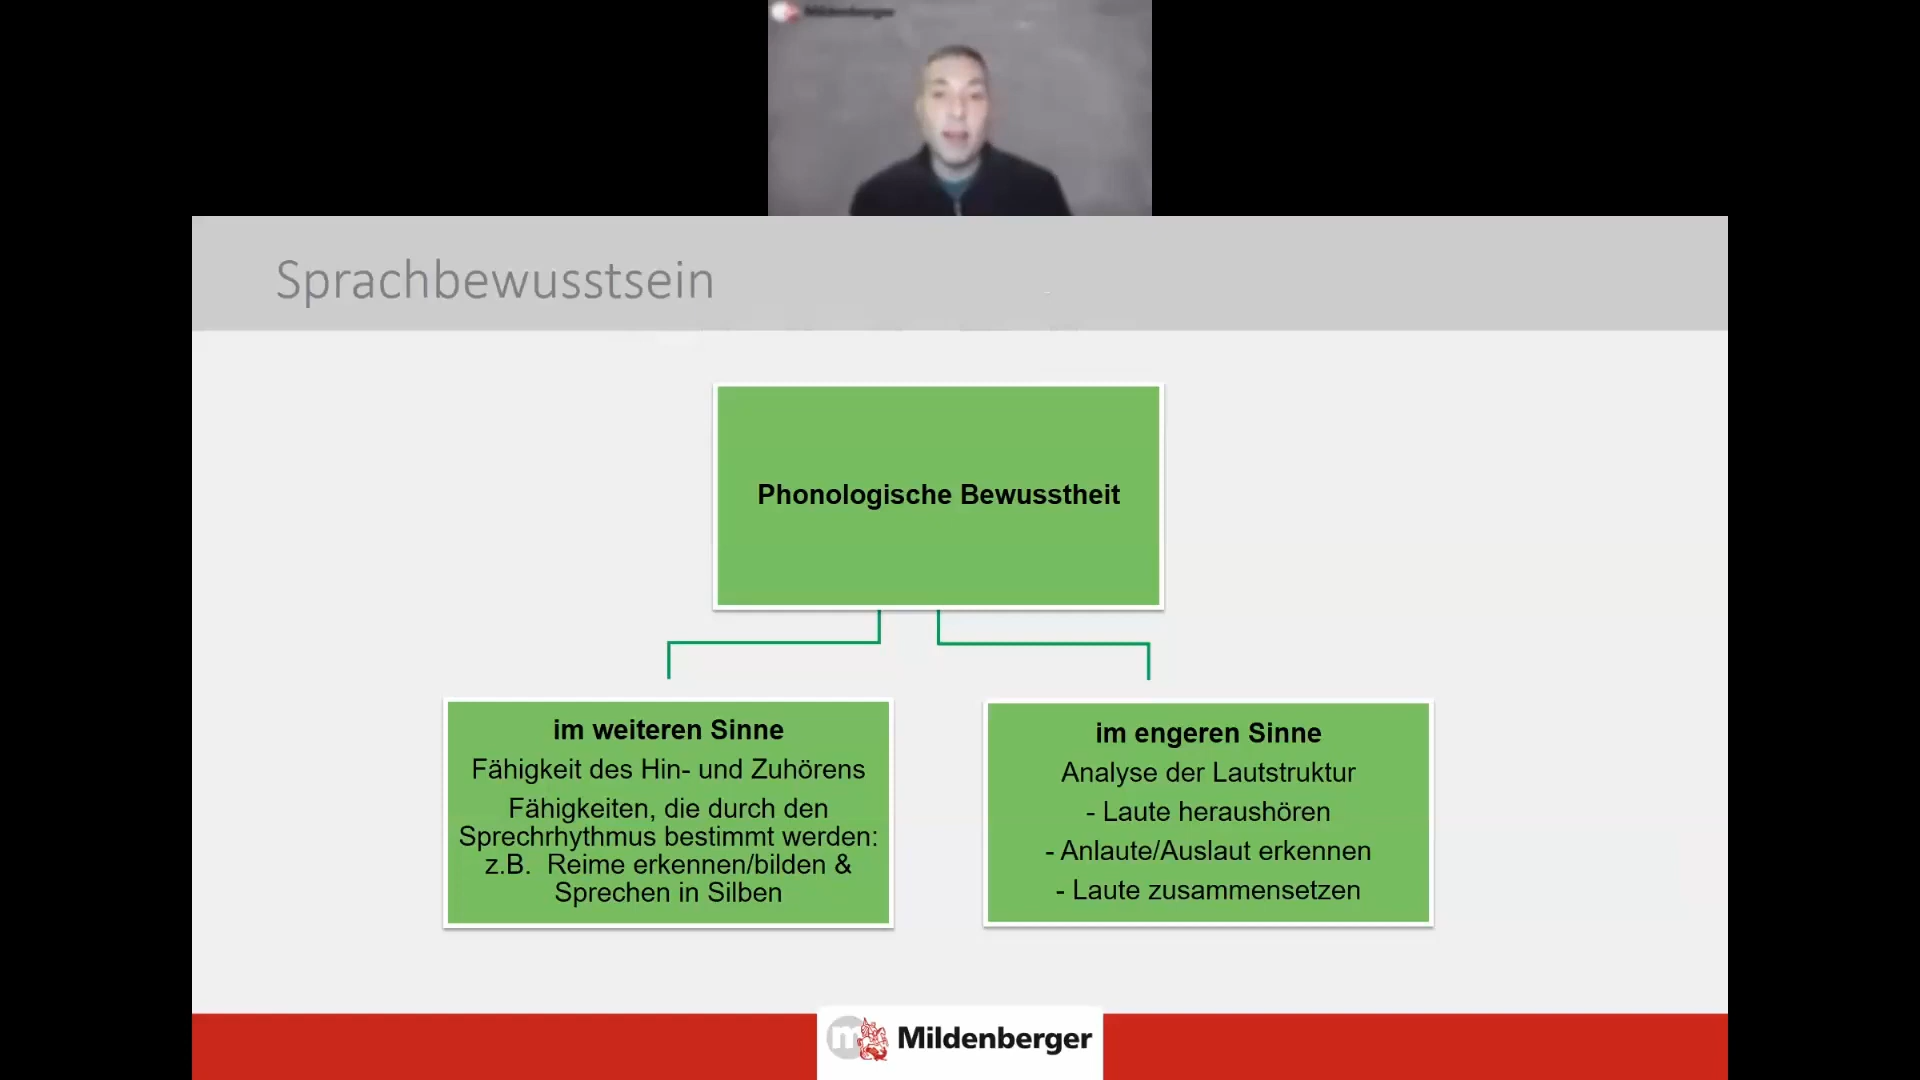 Mildenberger
Sprachbewusstsein
Phonologische Bewusstheit
im weiteren Sinne
Fähigkeit des Hin- und Zuhörens
Fähigkeiten, die durch den
Sprechrhythmus bestimmt werden:
z.B. Reime erkennen/bilden &
Sprechen in Silben
im engeren Sinne
Analyse der Lautstruktur
- Laute heraushören
- Anlaute/Auslaut erkennen
- Laute zusammensetzen
m Mildenberger